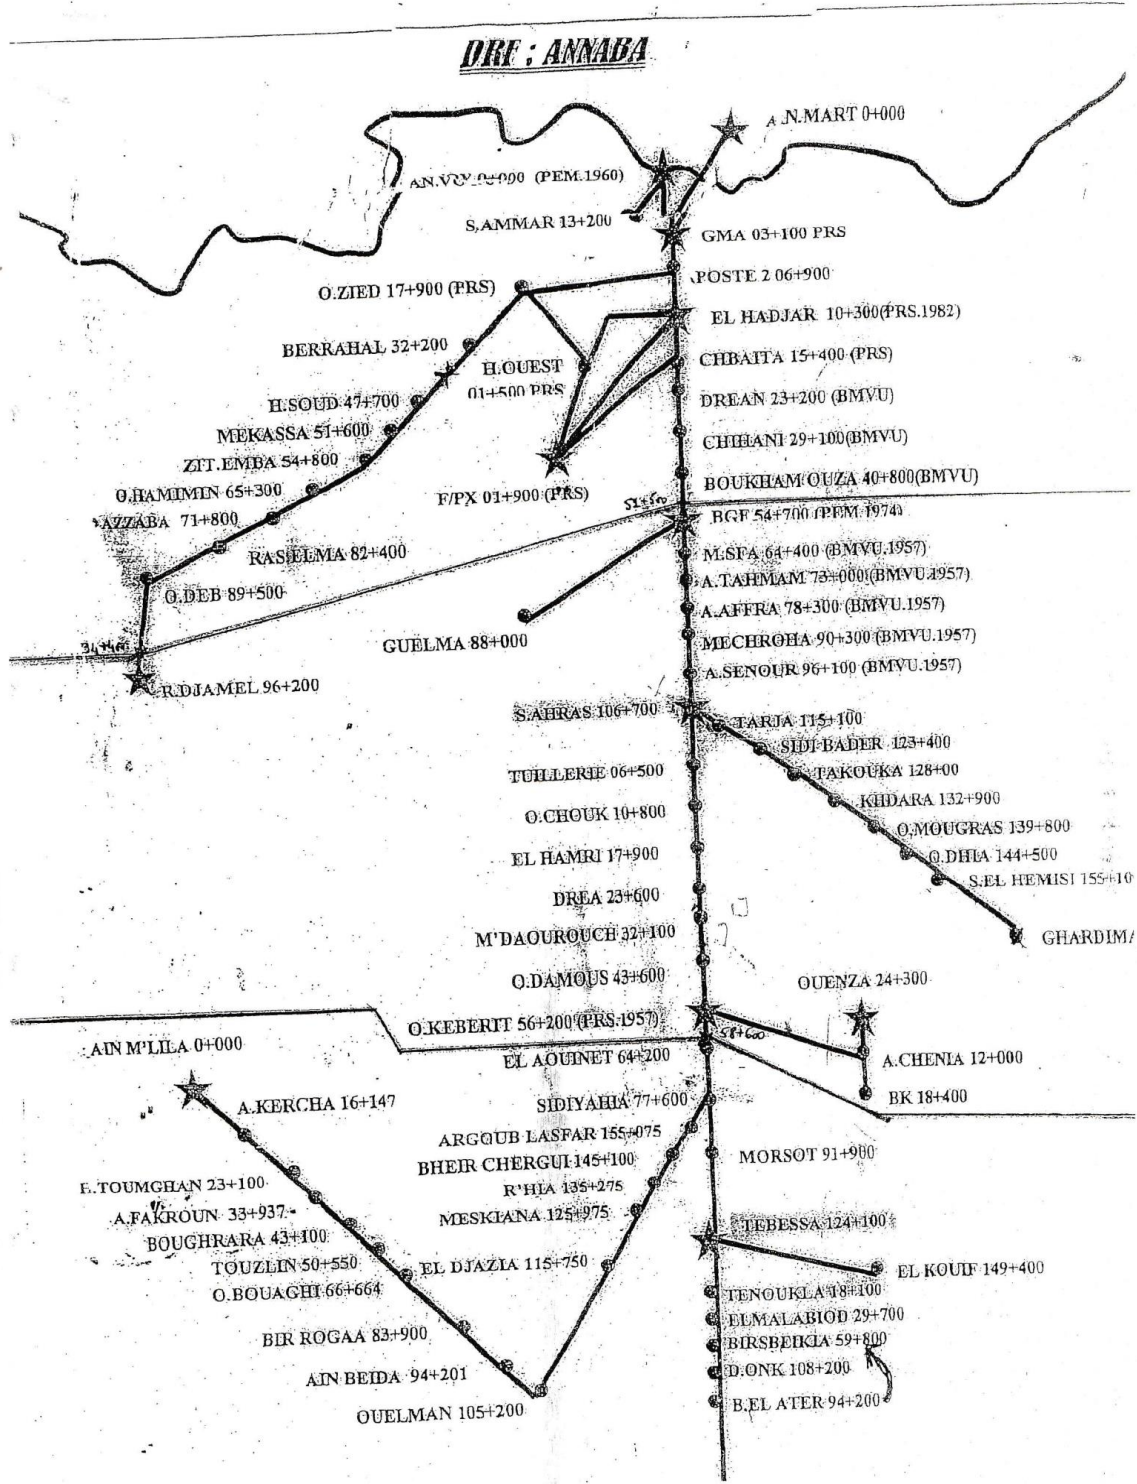 DRF : ANNABA
A.N.MART 0+000
AN.VOY 0+000 (PEM.1960)
S,AMMAR 13+200
GMA 03+100 PRS
POSTE 2 06+900
O.ZIED 17+900 (PRS)
EL HADJAR 10+300(PRS.1982)
BERRAHAL 32+200
H.OUEST
01+500 PRS
CHBAITA 15+400 (PRS)
H.SOUD 47+700
DREAN 23+200 (BMVU)
MEKASSA 51+600
CHIHANI 29+100(BMVU)
ZIT.EMBA 54+800
O.HAMIMIN 65+300
F/PX 01+900 (PRS)
BOUKHAM OUZA 40+800(BMVU)
AZZABA 71+800
BGF 54+700 (PEM 1974)
RAS.ELMA 82+400
M.SFA 64+400 (BMVU.1957)
O.DEB 89+500
A.TAHMAM 73+000(BMVU.1957)
A.AFFRA 78+300 (BMVU.1957)
GUELMA 88+000
MECHROHA 90+300 (BMVU.1957)
34+400
R.DJAMEL 96+200
A.SENOUR 96+100 (BMVU.1957)
S.AHRAS 106+700
TARJA 115+100
SIDI BADER 123+400
TUILLERIE 06+500
TAKOUKA 128+00
O.CHOUK 10+800
KHDARA 132+900
O,MOUGRAS 139+800
EL HAMRI 17+900
O.DHIA 144+500
S.EL HEMISI 155+10
DREA 23+600
M'DAOUROUCH 32+100
GHARDIMA
O.DAMOUS 43+600
OUENZA 24+300
O.KEBERIT 56+200 (PRS.1957)
58+600
AIN M'LILA 0+000
EL AOUINET 64+200
A.CHENIA 12+000
A.KERCHA 16+147
SIDIYAHIA 77+600
BK 18+400
ARGOUB LASFAR 155+075
BHEIR CHERGUI 145+100
MORSOT 91+900
R'HIA 135+275
TOUMGHAN 23+100
A.FAKROUN 33+937
MESKIANA 125+975
TEBESSA 124+100
BOUGHRARA 43+100
TOUZLIN 50+550
EL DJAZIA 115+750
EL KOUIF 149+400
O.BOUAGHI 66+664
TENOUKLA 18+100
ELMALABIOD 29+700
BIR ROGAA 83+900
BIRSBEIKIA 59+800
AIN BEIDA 94+201
D.ONK 108+200
OUELMAN 105+200
B.EL ATER 94+200